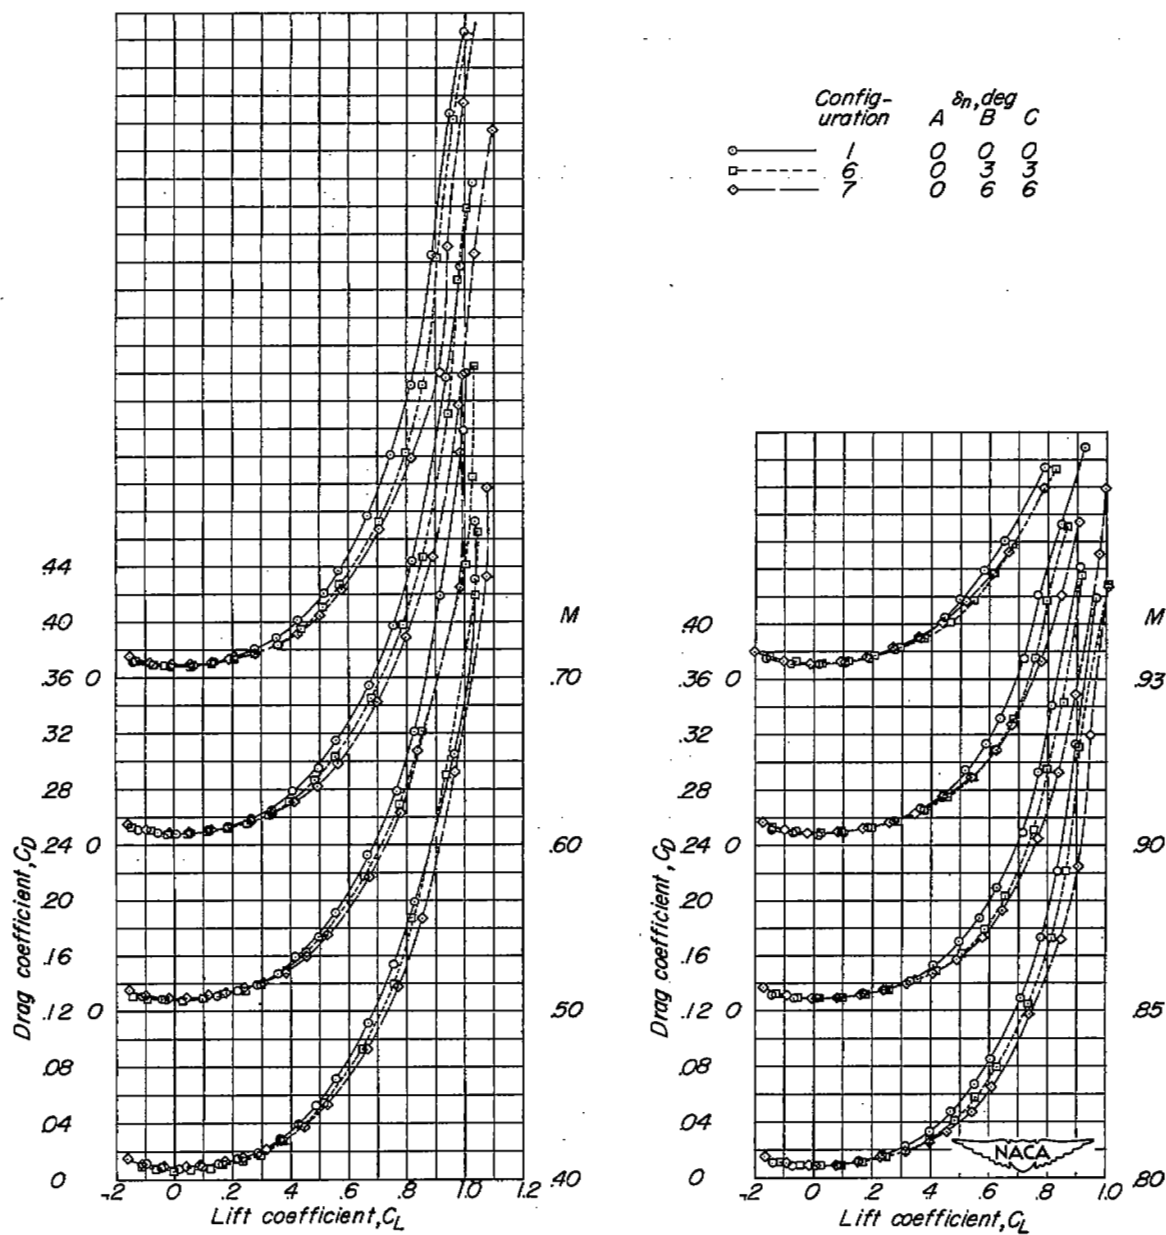 Config-
uration
δn, deg
A B C
1 0 0 0
6 0 3 3
7 0 6 6
.44
.40
.36 0
.32
.28
.24 0
.20
.16
.12 0
.08
.04
0
Drag coefficient, CD
M
.70
.60
.50
.40
-.2 0 .2 .4 .6 .8 1.0 1.2
Lift coefficient, CL
.40
.36 0
.32
.28
.24 0
.20
.16
.12 0
.08
.04
0
Drag coefficient, CD
M
.93
.90
.85
.80
NACA
-.2 0 .2 .4 .6 .8 1.0
Lift coefficient, CL